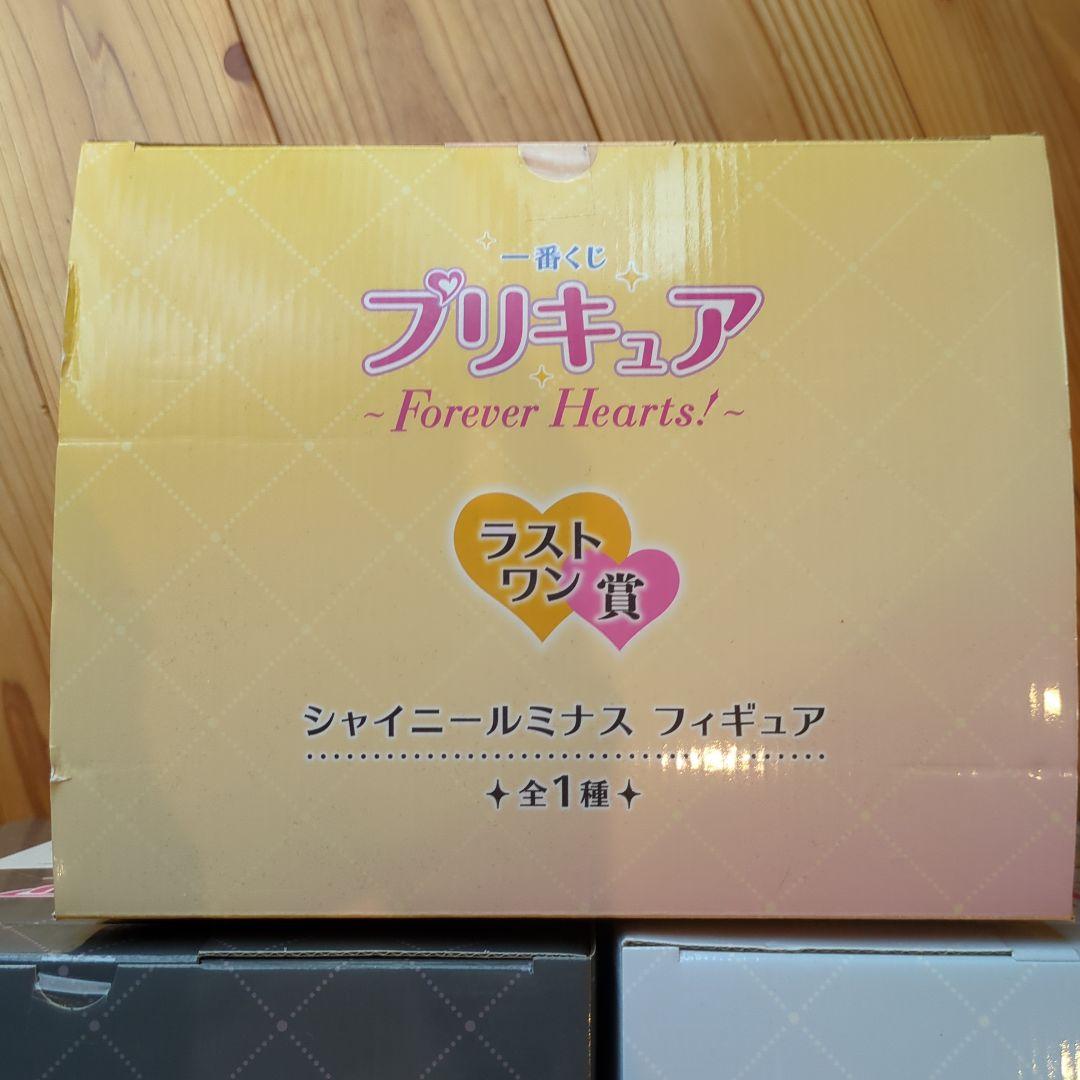 一番くじ
プリキュア
~Forever Hearts!~
ラスト
ワン賞
シャイニールミナス フィギュア
全1種